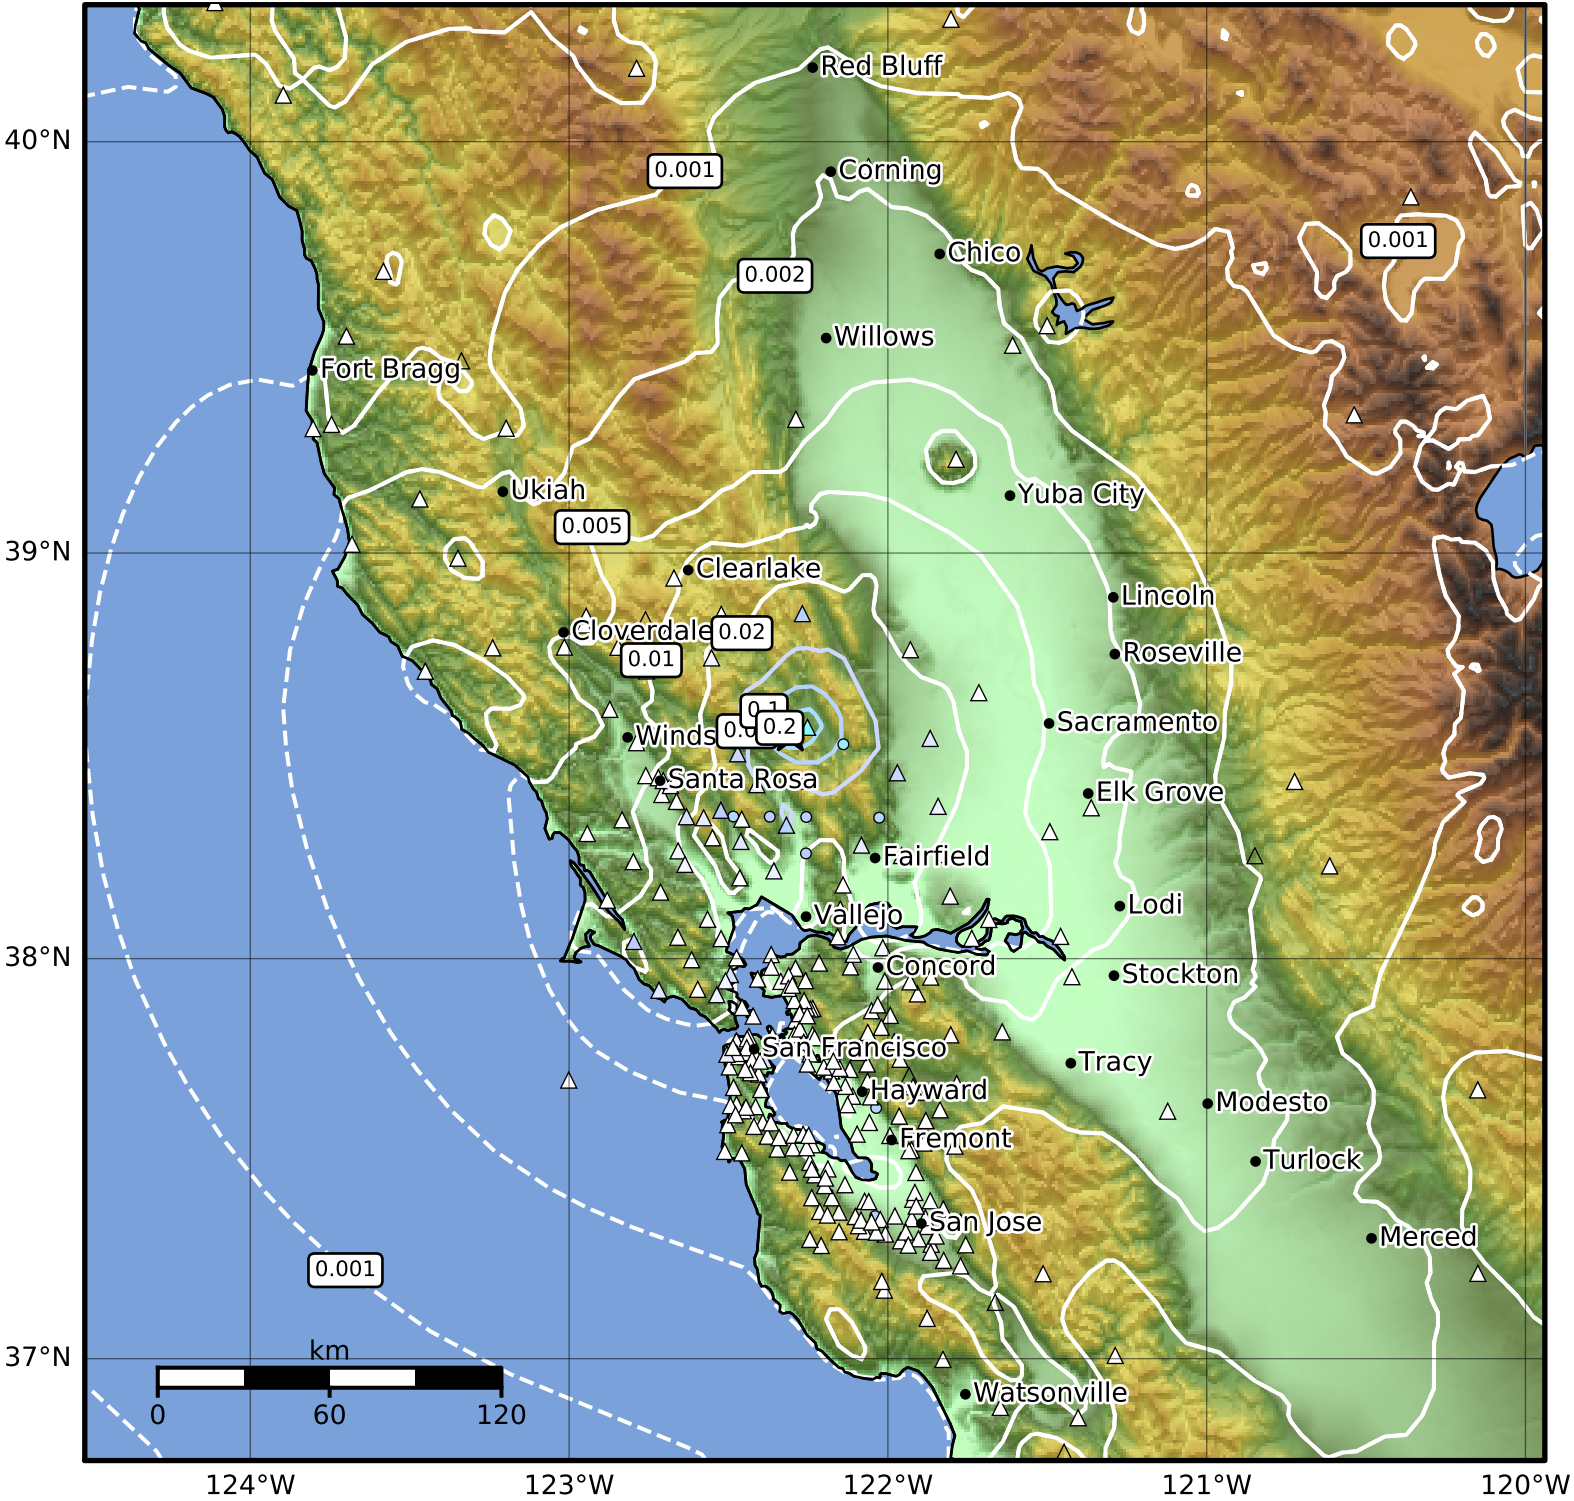 Red Bluff
40°N
0.001
Corning
0.001
Chico
0.002
Willows
Fort Bragg
Ukiah
Yuba City
0.005
39°N
Clearlake
Lincoln
Cloverdale
0.02
0.01
Roseville
0.1
Sacramento
0.2
Santa Rosa
Elk Grove
Fairfield
Lodi
Vallejo
38°N
Concord
Stockton
San Francisco
Tracy
Hayward
Modesto
Fremont
Turlock
San Jose
Merced
0.001
km
37°N
Watsonville
0
60
120
124°W
123°W
122°W
121°W
120°W